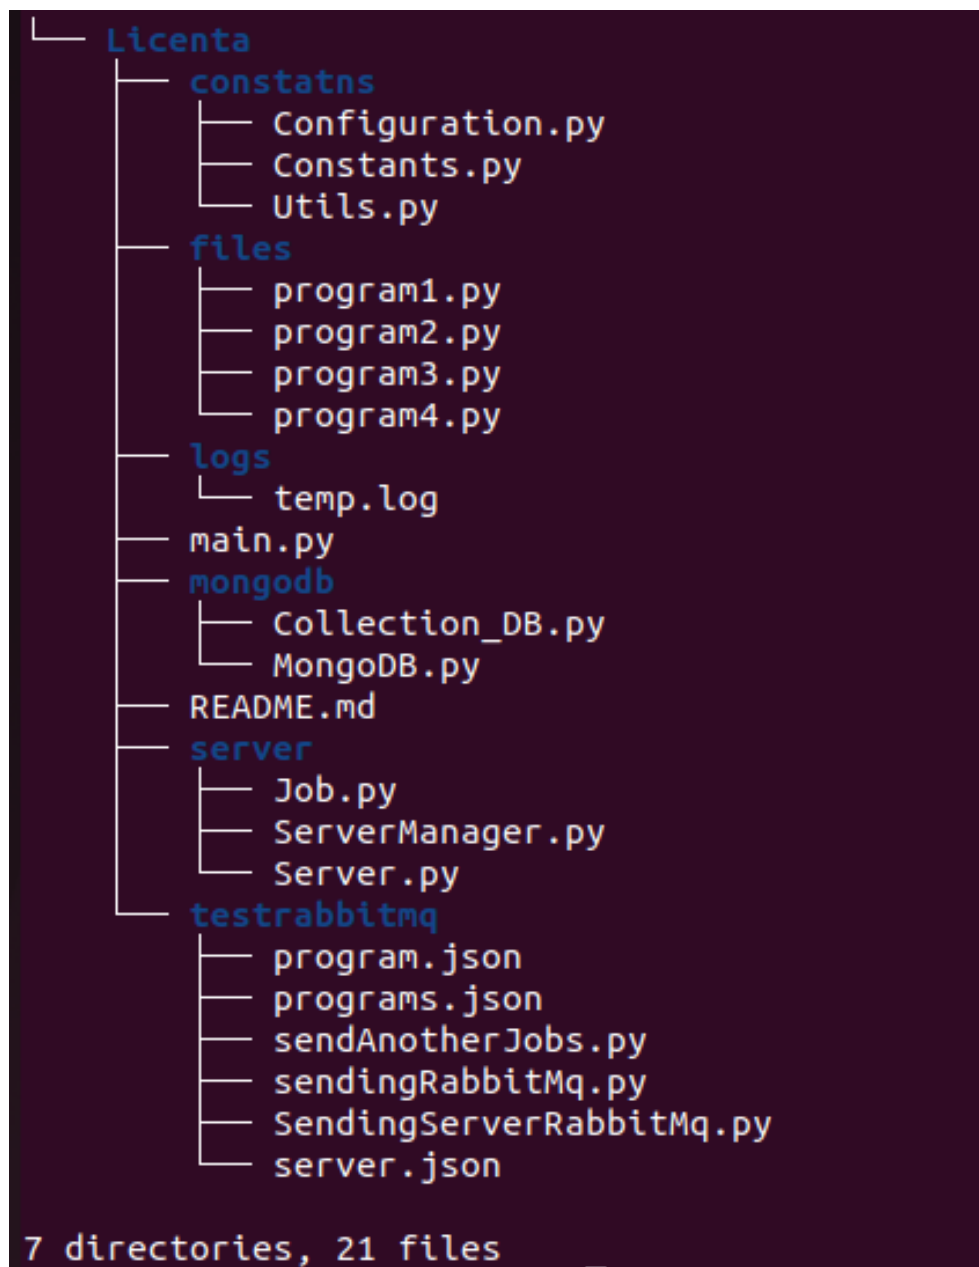 └── Licenta
    ├── constatns
    │   ├── Configuration.py
    │   ├── Constants.py
    │   └── Utils.py
    ├── files
    │   ├── program1.py
    │   ├── program2.py
    │   ├── program3.py
    │   └── program4.py
    ├── logs
    │   └── temp.log
    ├── main.py
    ├── mongodb
    │   ├── Collection_DB.py
    │   └── MongoDB.py
    ├── README.md
    ├── server
    │   ├── Job.py
    │   ├── ServerManager.py
    │   └── Server.py
    └── testrabbitmq
        ├── program.json
        ├── programs.json
        ├── sendAnotherJobs.py
        ├── sendingRabbitMq.py
        ├── SendingServerRabbitMq.py
        └── server.json
7 directories, 21 files